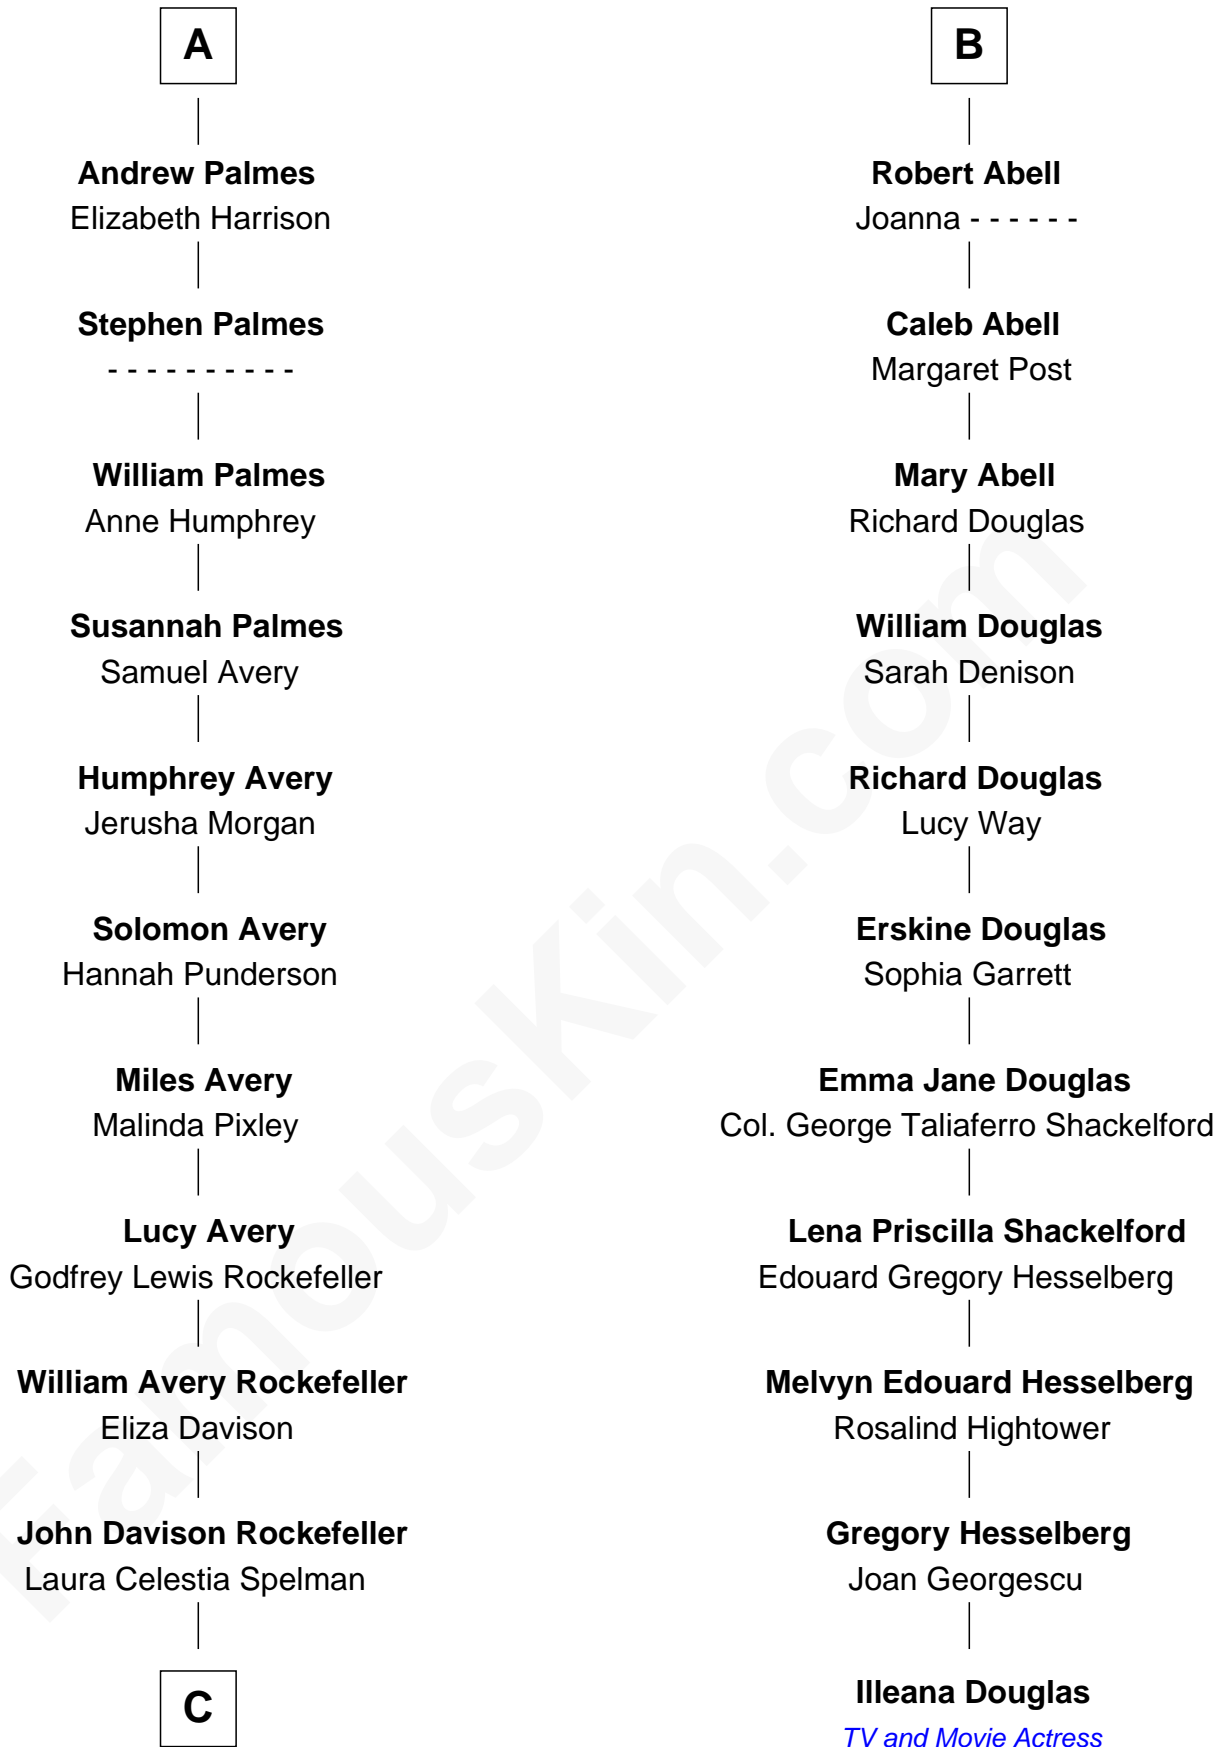 A
Andrew Palmes
Elizabeth Harrison
Stephen Palmes
- - - - - - - - - -
William Palmes
Anne Humphrey
Susannah Palmes
Samuel Avery
Humphrey Avery
Jerusha Morgan
Solomon Avery
Hannah Punderson
Miles Avery
Malinda Pixley
Lucy Avery
Godfrey Lewis Rockefeller
William Avery Rockefeller
Eliza Davison
John Davison Rockefeller
Laura Celestia Spelman
C
B
Robert Abell
Joanna - - - - - -
Caleb Abell
Margaret Post
Mary Abell
Richard Douglas
William Douglas
Sarah Denison
Richard Douglas
Lucy Way
Erskine Douglas
Sophia Garrett
Emma Jane Douglas
Col. George Taliaferro Shackelford
Lena Priscilla Shackelford
Edouard Gregory Hesselberg
Melvyn Edouard Hesselberg
Rosalind Hightower
Gregory Hesselberg
Joan Georgescu
Illeana Douglas
TV and Movie Actress
FamousKin.com